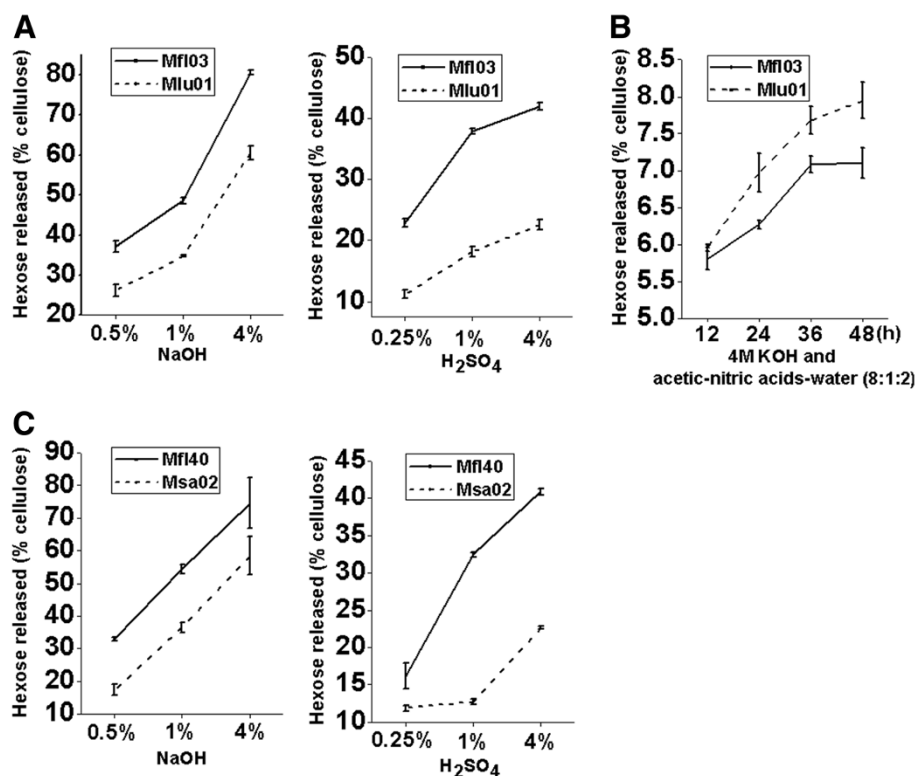 A
Hexose released (% cellulose)
Mfl03
Mlu01
80
70
60
50
40
30
20
0.5% 1% 4%
NaOH
Hexose released (% cellulose)
Mfl03
Mlu01
50
40
30
20
10
0.25% 1% 4%
H₂SO₄
B
Hexose realeased (% cellulose)
Mfl03
Mlu01
8.5
8.0
7.5
7.0
6.5
6.0
5.5
5.0
12 24 36 48(h)
4M KOH and
acetic-nitric acids-water (8:1:2)
C
Hexose released (% cellulose)
Mfl40
Msa02
90
80
70
60
50
40
30
20
10
0.5% 1% 4%
NaOH
Hexose released (% cellulose)
Mfl40
Msa02
45
40
35
30
25
20
15
10
0.25% 1% 4%
H₂SO₄